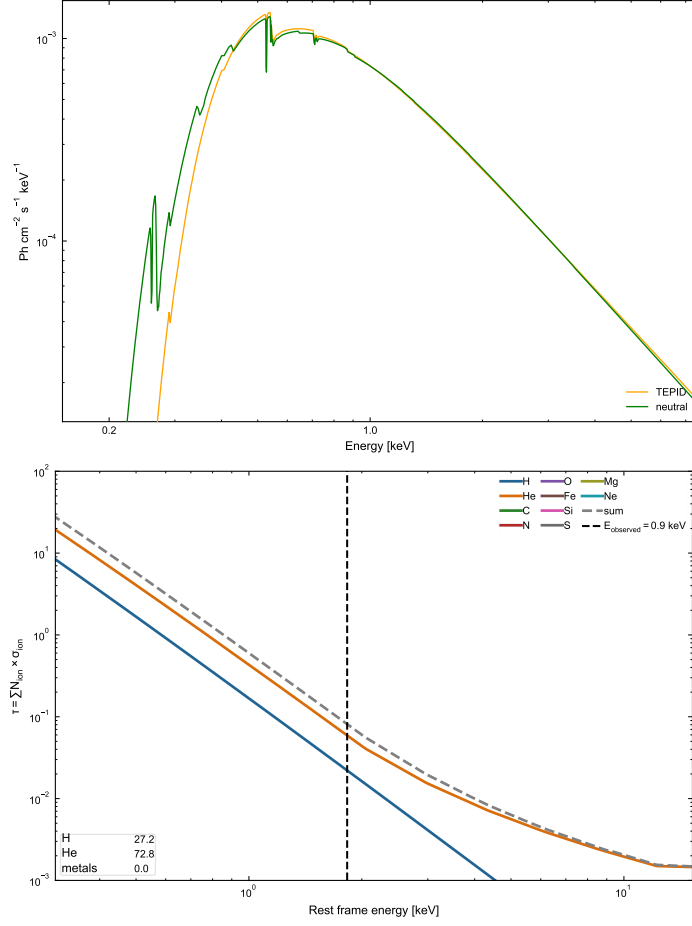 10⁻³
10⁻⁴
Ph cm⁻² s⁻¹ keV⁻¹
TEPID
neutral
0.2
1.0
Energy [keV]
10²
10¹
10⁰
10⁻¹
10⁻²
10⁻³
τ = ∑N_ion × σ_ion
H O Mg
He Fe Ne
C Si sum
N S E_observed = 0.9 keV
H 27.2
He 72.8
metals 0.0
10⁰
10¹
Rest frame energy [keV]